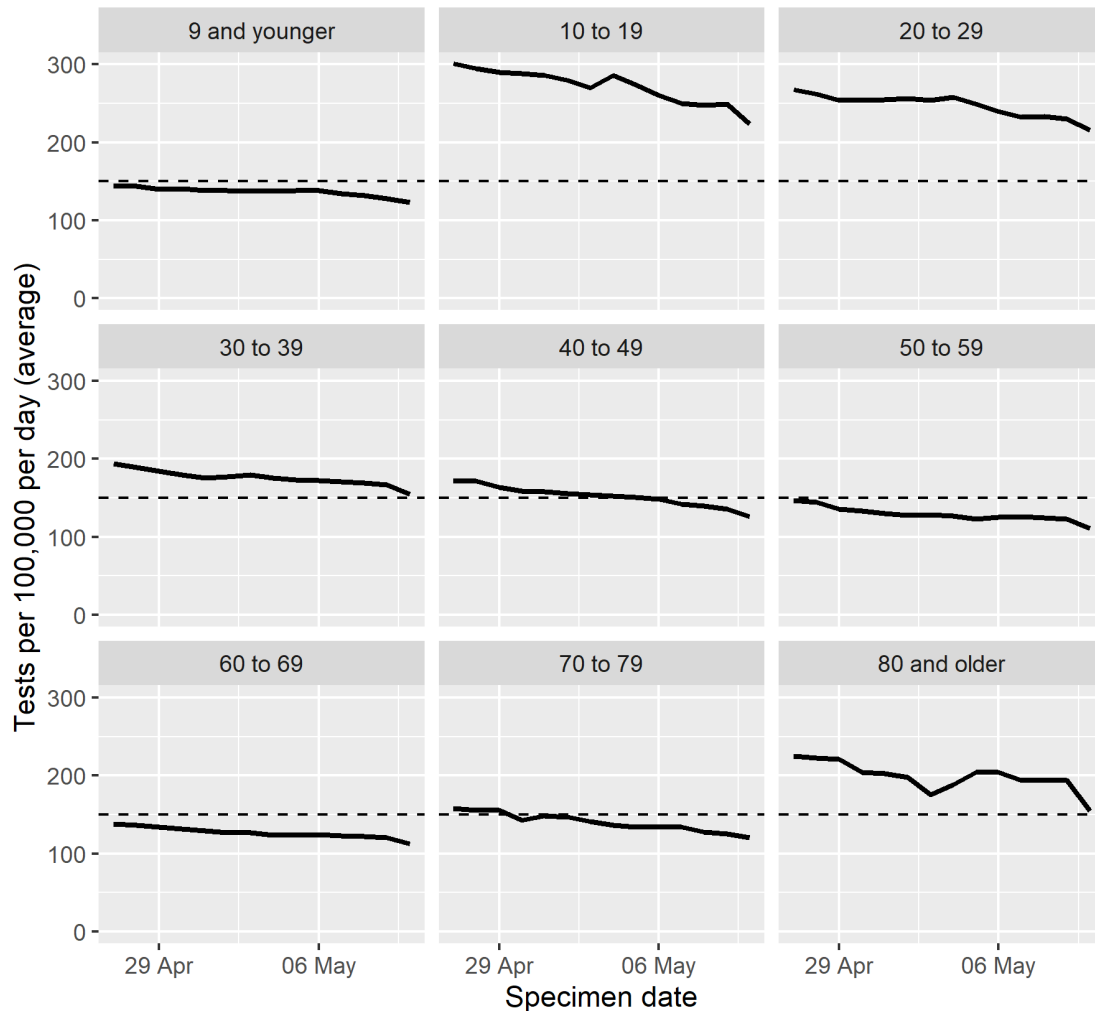 9 and younger
10 to 19
20 to 29
300
200
100
0
30 to 39
40 to 49
50 to 59
300
200
100
0
60 to 69
70 to 79
80 and older
300
200
100
0
29 Apr
06 May
29 Apr
06 May
29 Apr
06 May
Specimen date
Tests per 100,000 per day (average)